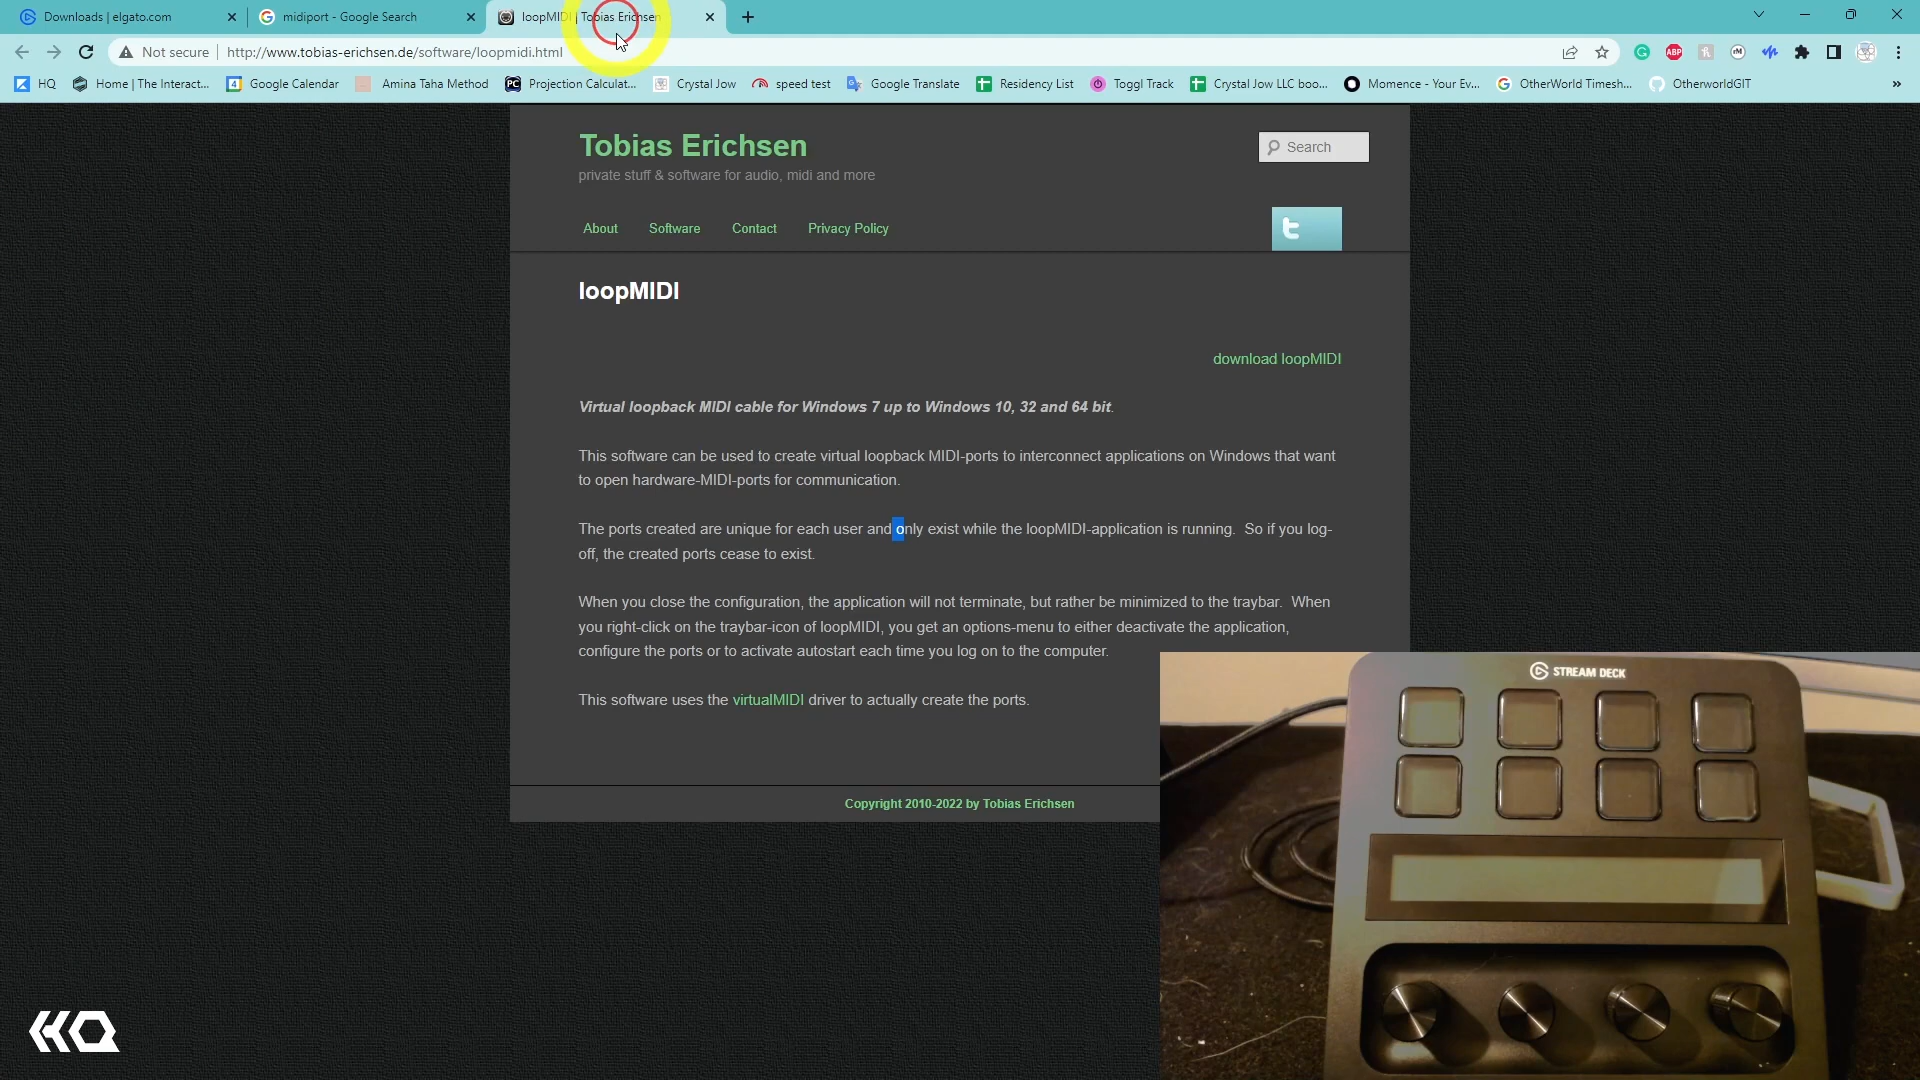 Downloads | elgato.com
midiport - Google Search
loopMIDI | Tobias Erichsen
Not secure
http://www.tobias-erichsen.de/software/loopmidi.html
HQ
Home | The Interact...
Google Calendar
Amina Taha Method
Projection Calculat...
Crystal Jow
speed test
Google Translate
Residency List
Toggl Track
Crystal Jow LLC boo...
Momence - Your Ev...
OtherWorld Timesh...
OtherworldGIT
»
Tobias Erichsen
private stuff & software for audio, midi and more
Search
About
Software
Contact
Privacy Policy
loopMIDI
download loopMIDI
Virtual loopback MIDI cable for Windows 7 up to Windows 10, 32 and 64 bit.
This software can be used to create virtual loopback MIDI-ports to interconnect applications on Windows that want
to open hardware-MIDI-ports for communication.
The ports created are unique for each user and only exist while the loopMIDI-application is running.  So if you log-
off, the created ports cease to exist.
When you close the configuration, the application will not terminate, but rather be minimized to the traybar.  When
you right-click on the traybar-icon of loopMIDI, you get an options-menu to either deactivate the application,
configure the ports or to activate autostart each time you log on to the computer.
This software uses the virtualMIDI driver to actually create the ports.
Copyright 2010-2022 by Tobias Erichsen
STREAM DECK
HQ